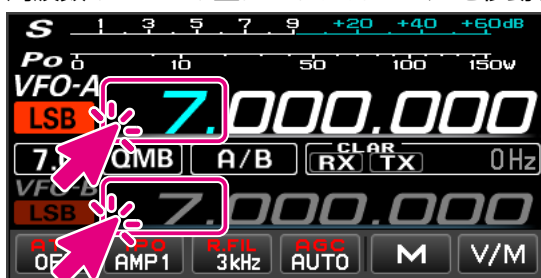 S 1 . 3 . 5 . 7 . 9 +20 +40 +60dB
Po 0 10 50 100 150W
VFO-A
LSB 7.000.000
QMB A/B CLAR RX TX 0Hz
VFO-B
LSB 7.000.000
IPO R.FIL AGC
AMP1 3kHz AUTO M V/M